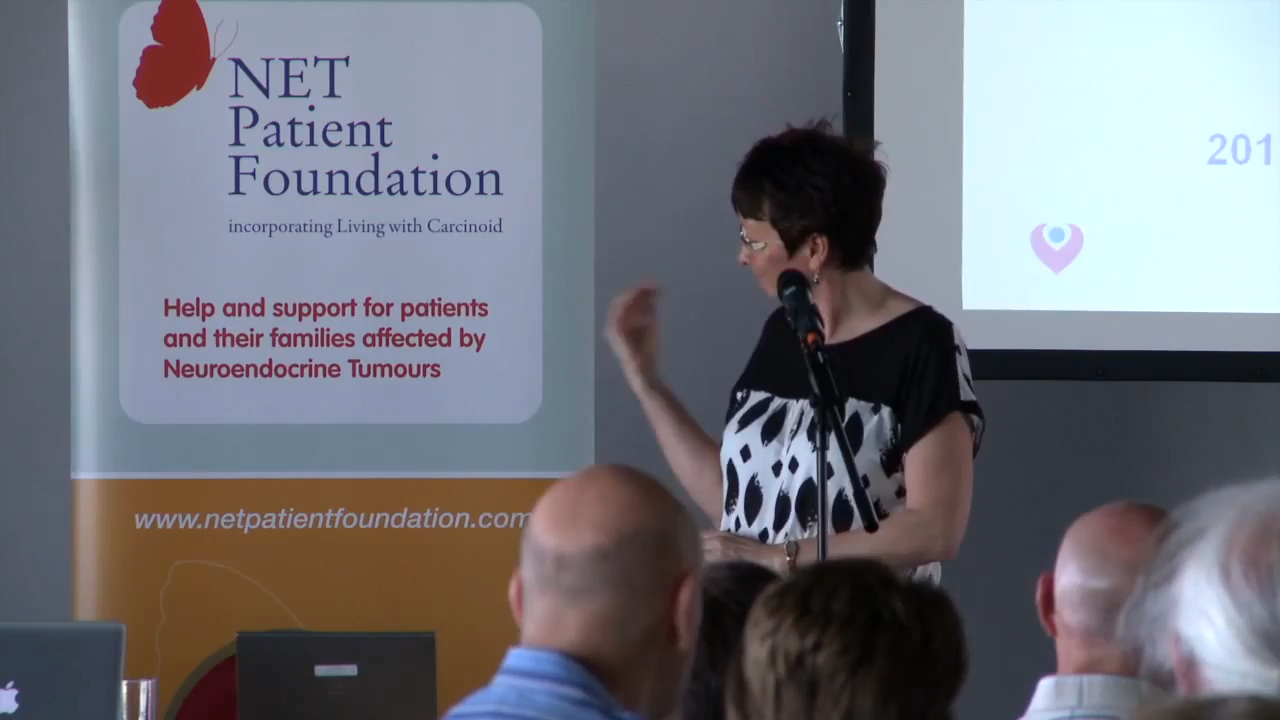 NET
Patient
Foundation
incorporating Living with Carcinoid
Help and support for patients
and their families affected by
Neuroendocrine Tumours
www.netpatientfoundation.com
201